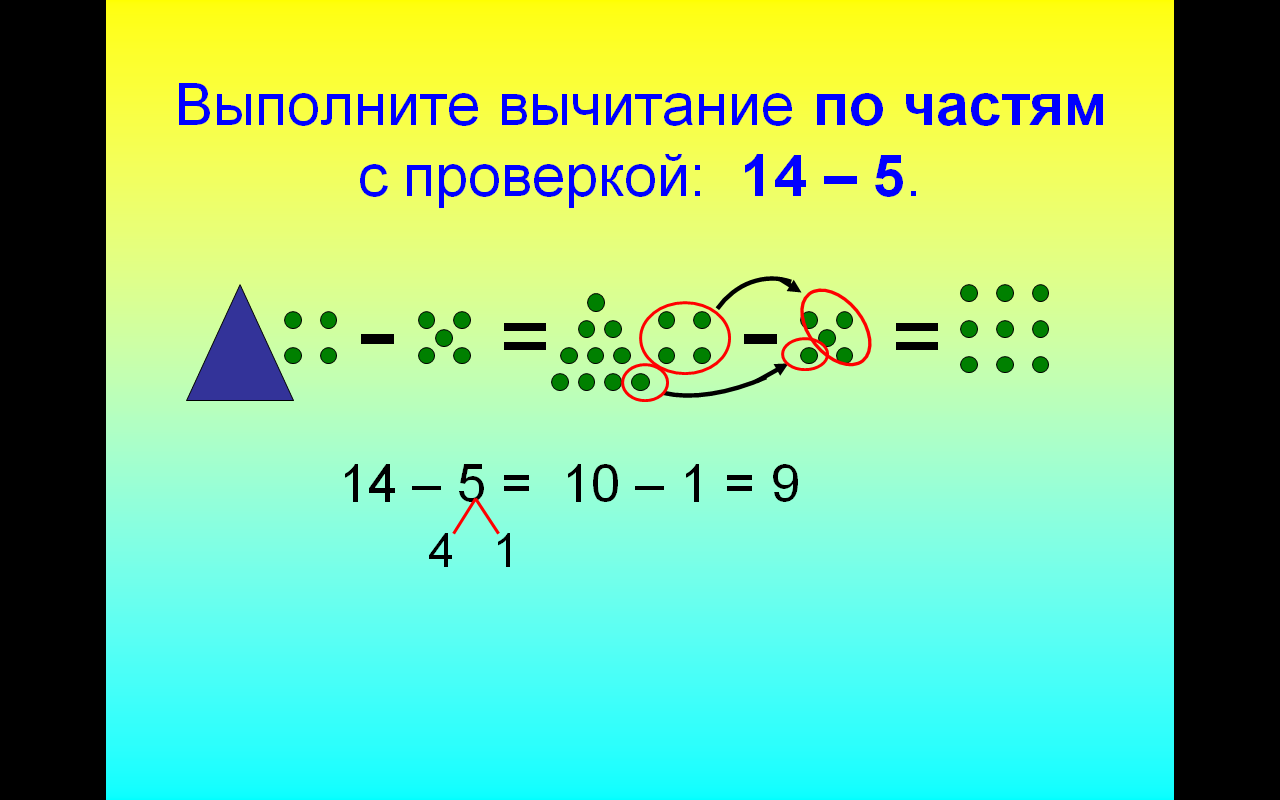 Выполните вычитание по частям
с проверкой: 14 – 5.
– = – =
14 – 5 = 10 – 1 = 9
4 1